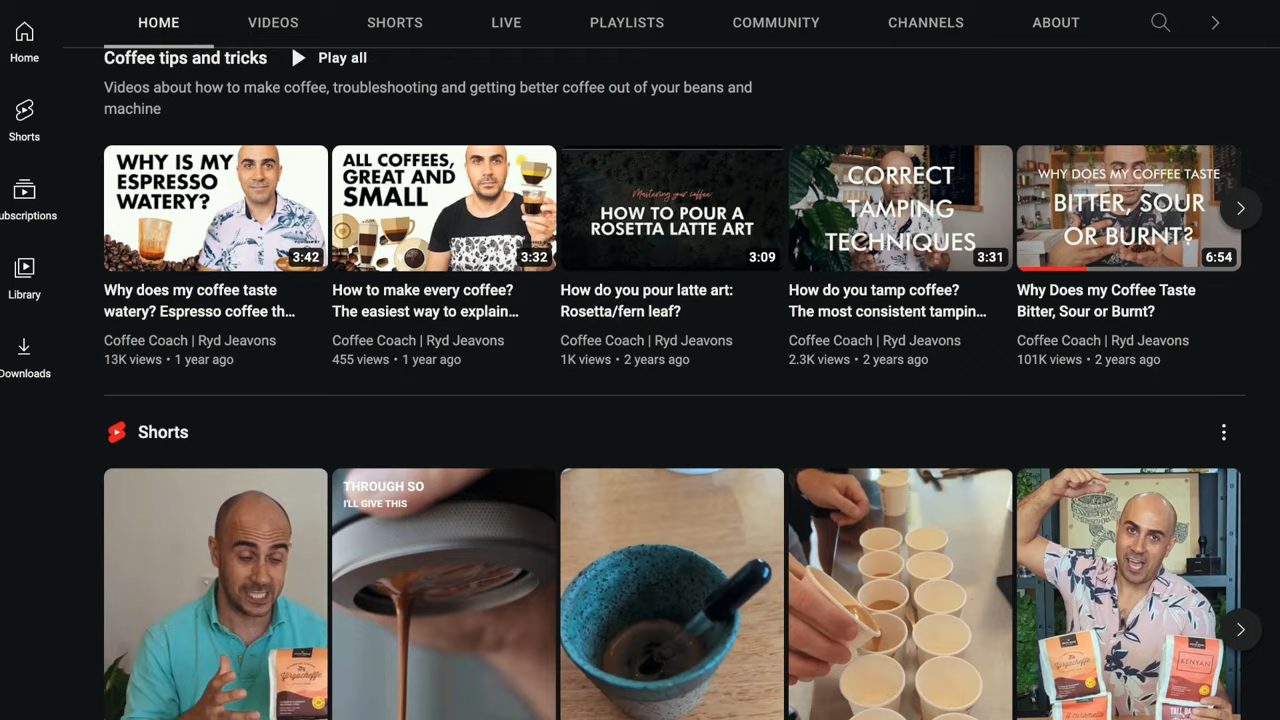 HOME
VIDEOS
SHORTS
LIVE
PLAYLISTS
COMMUNITY
CHANNELS
ABOUT
Home
Shorts
ubscriptions
Library
Downloads
Coffee tips and tricks
Play all
Videos about how to make coffee, troubleshooting and getting better coffee out of your beans and
machine
WHY IS MY
ESPRESSO
WATERY?
3:42
ALL COFFEES,
GREAT AND
SMALL
3:32
Mastering your coffee:
HOW TO POUR A
ROSETTA LATTE ART
3:09
CORRECT
TAMPING
TECHNIQUES
3:31
WHY DOES MY COFFEE TASTE
BITTER, SOUR
OR BURNT?
6:54
Why does my coffee taste
watery? Espresso coffee th...
Coffee Coach | Ryd Jeavons
13K views • 1 year ago
How to make every coffee?
The easiest way to explain...
Coffee Coach | Ryd Jeavons
455 views • 1 year ago
How do you pour latte art:
Rosetta/fern leaf?
Coffee Coach | Ryd Jeavons
1K views • 2 years ago
How do you tamp coffee?
The most consistent tampin...
Coffee Coach | Ryd Jeavons
2.3K views • 2 years ago
Why Does my Coffee Taste
Bitter, Sour or Burnt?
Coffee Coach | Ryd Jeavons
101K views • 2 years ago
Shorts
THROUGH SO
I'LL GIVE THIS
KENYAN